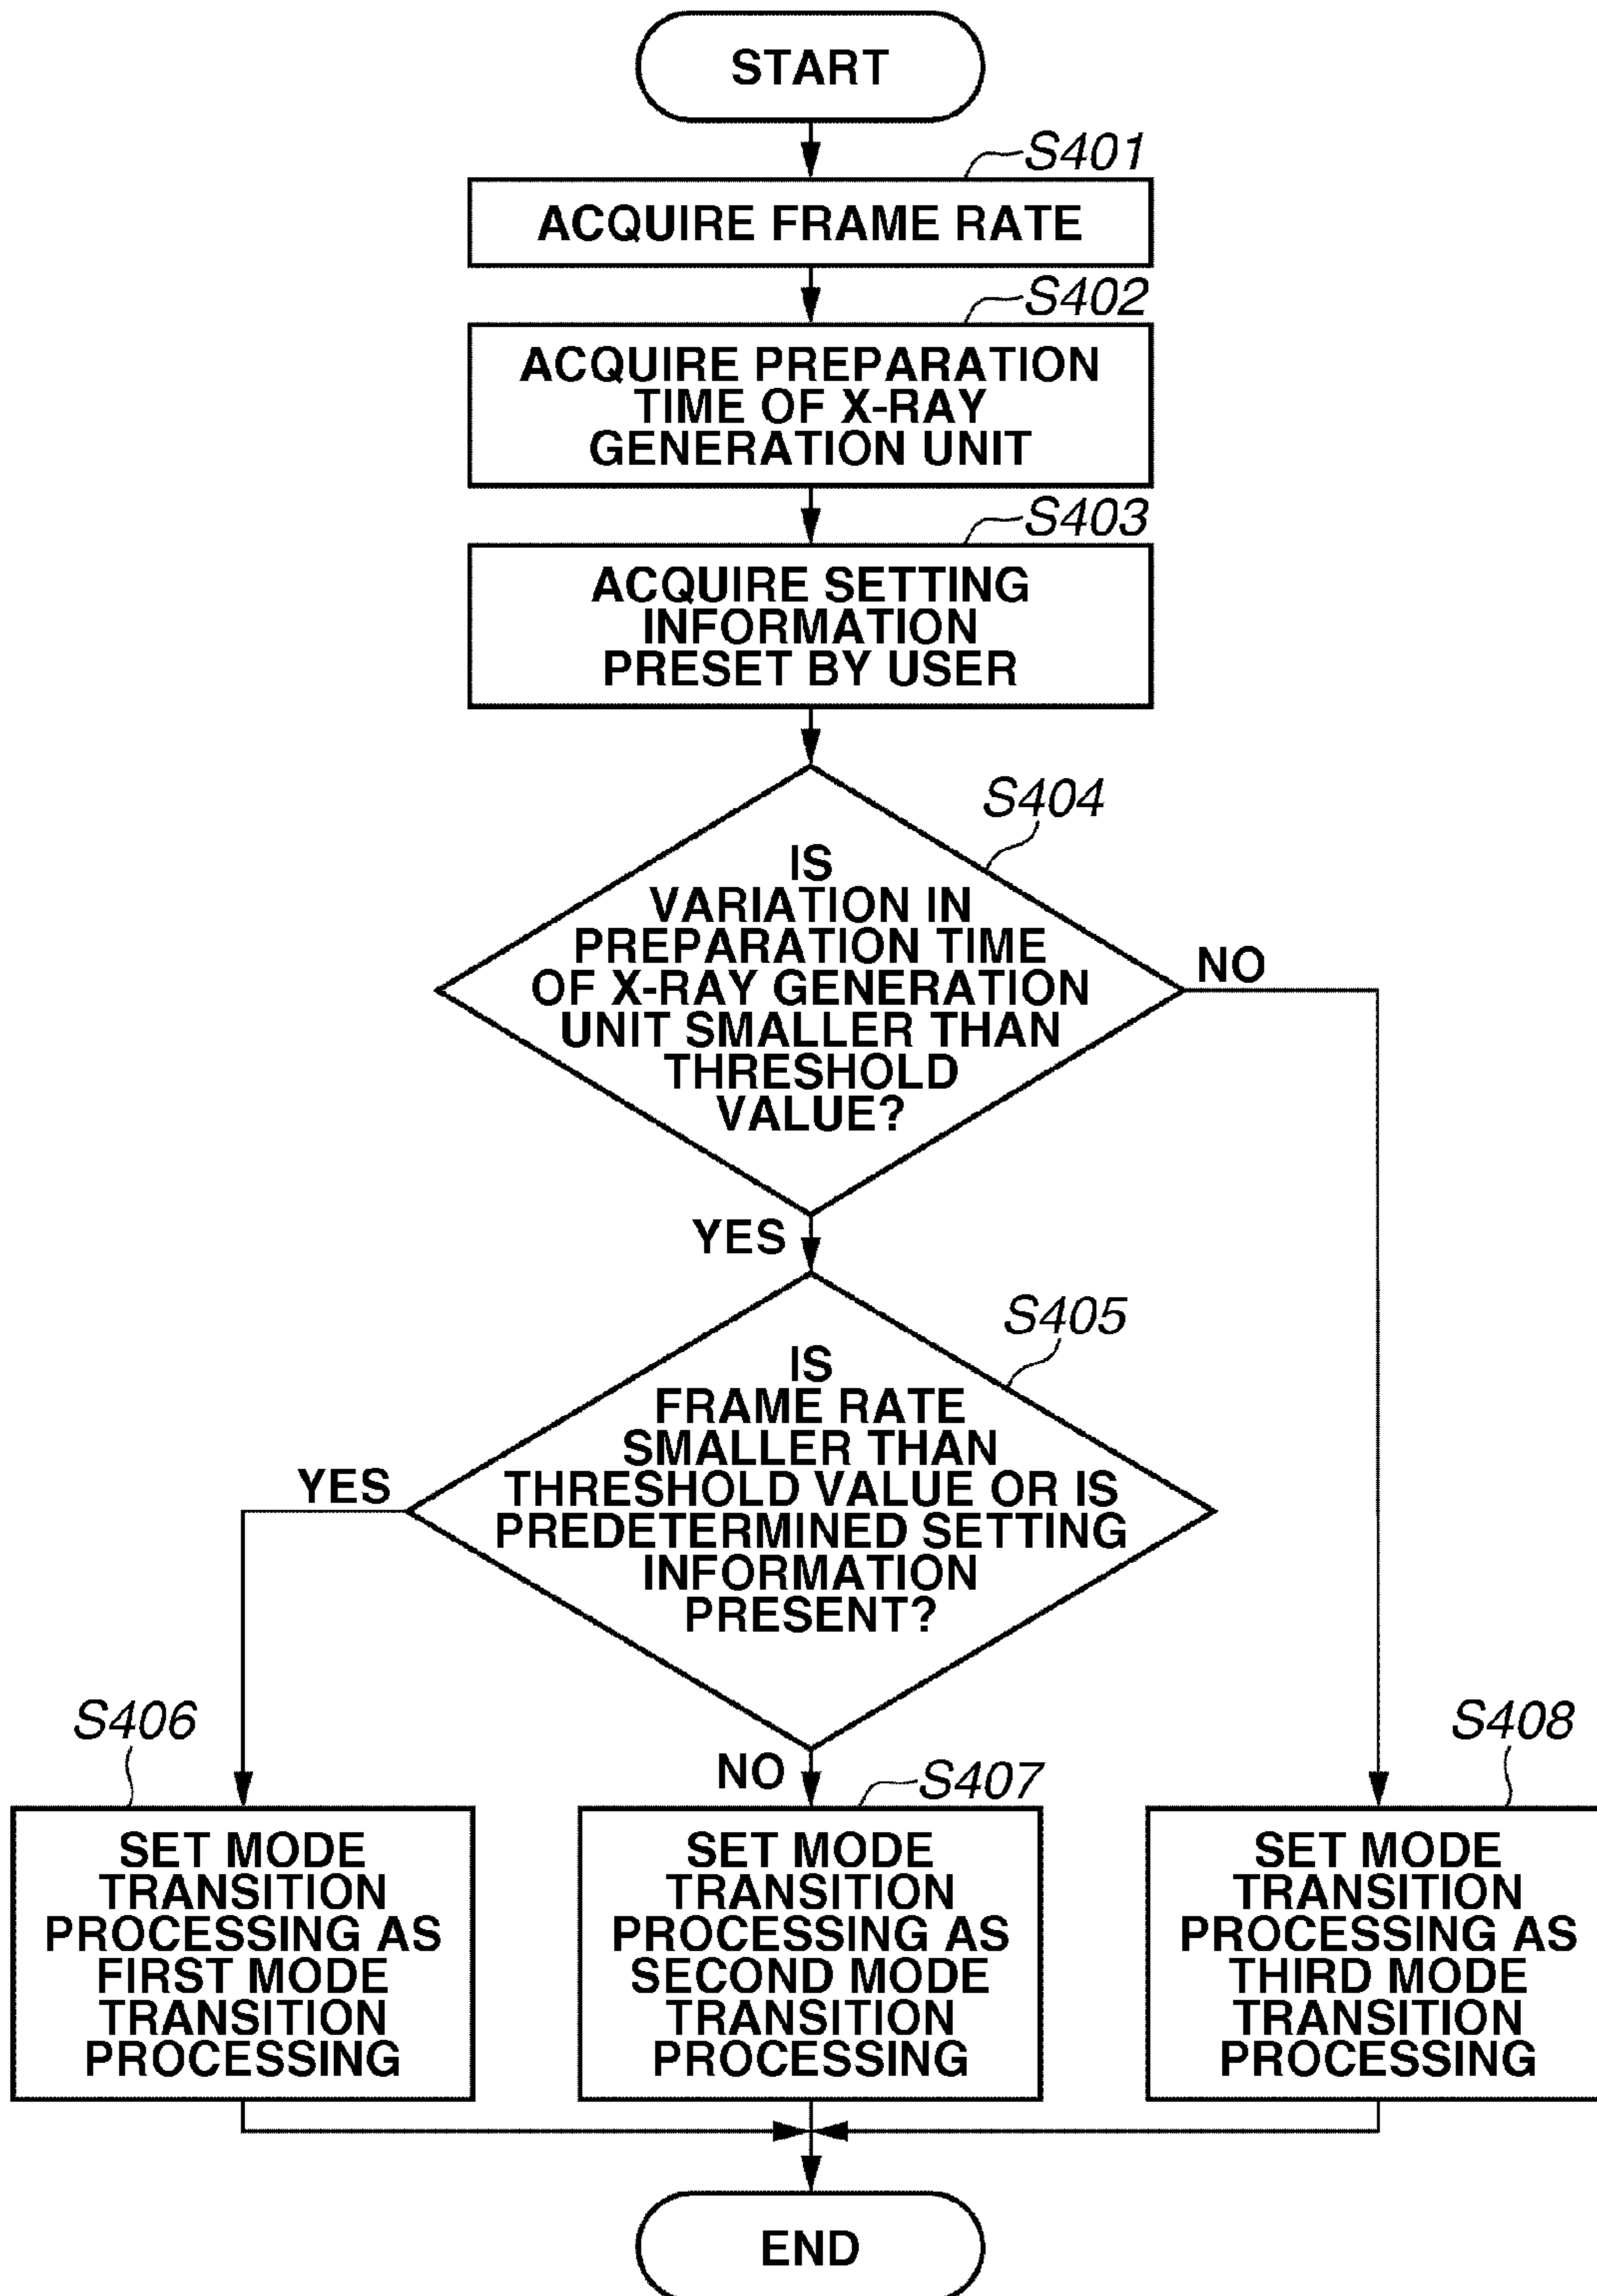 START
S401
ACQUIRE FRAME RATE
S402
ACQUIRE PREPARATION
TIME OF X-RAY
GENERATION UNIT
S403
ACQUIRE SETTING
INFORMATION
PRESET BY USER
S404
IS
VARIATION IN
PREPARATION TIME
OF X-RAY GENERATION
UNIT SMALLER THAN
THRESHOLD
VALUE?
NO
YES
S405
IS
FRAME RATE
SMALLER THAN
THRESHOLD VALUE OR IS
PREDETERMINED SETTING
INFORMATION
PRESENT?
YES
NO
S406
SET MODE
TRANSITION
PROCESSING AS
FIRST MODE
TRANSITION
PROCESSING
S407
SET MODE
TRANSITION
PROCESSING AS
SECOND MODE
TRANSITION
PROCESSING
S408
SET MODE
TRANSITION
PROCESSING AS
THIRD MODE
TRANSITION
PROCESSING
END